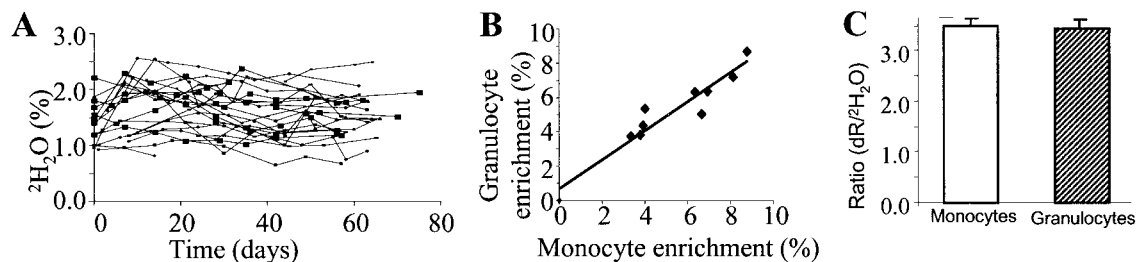 A
3.0
2.0
1.0
0.0
²H₂O (%)
0 20 40 60 80
Time (days)
B
10
8
6
4
2
0
Granulocyte
enrichment (%)
0 2 4 6 8 10
Monocyte enrichment (%)
C
3.0
2.0
1.0
Ratio (dR/²H₂O)
Monocytes Granulocytes